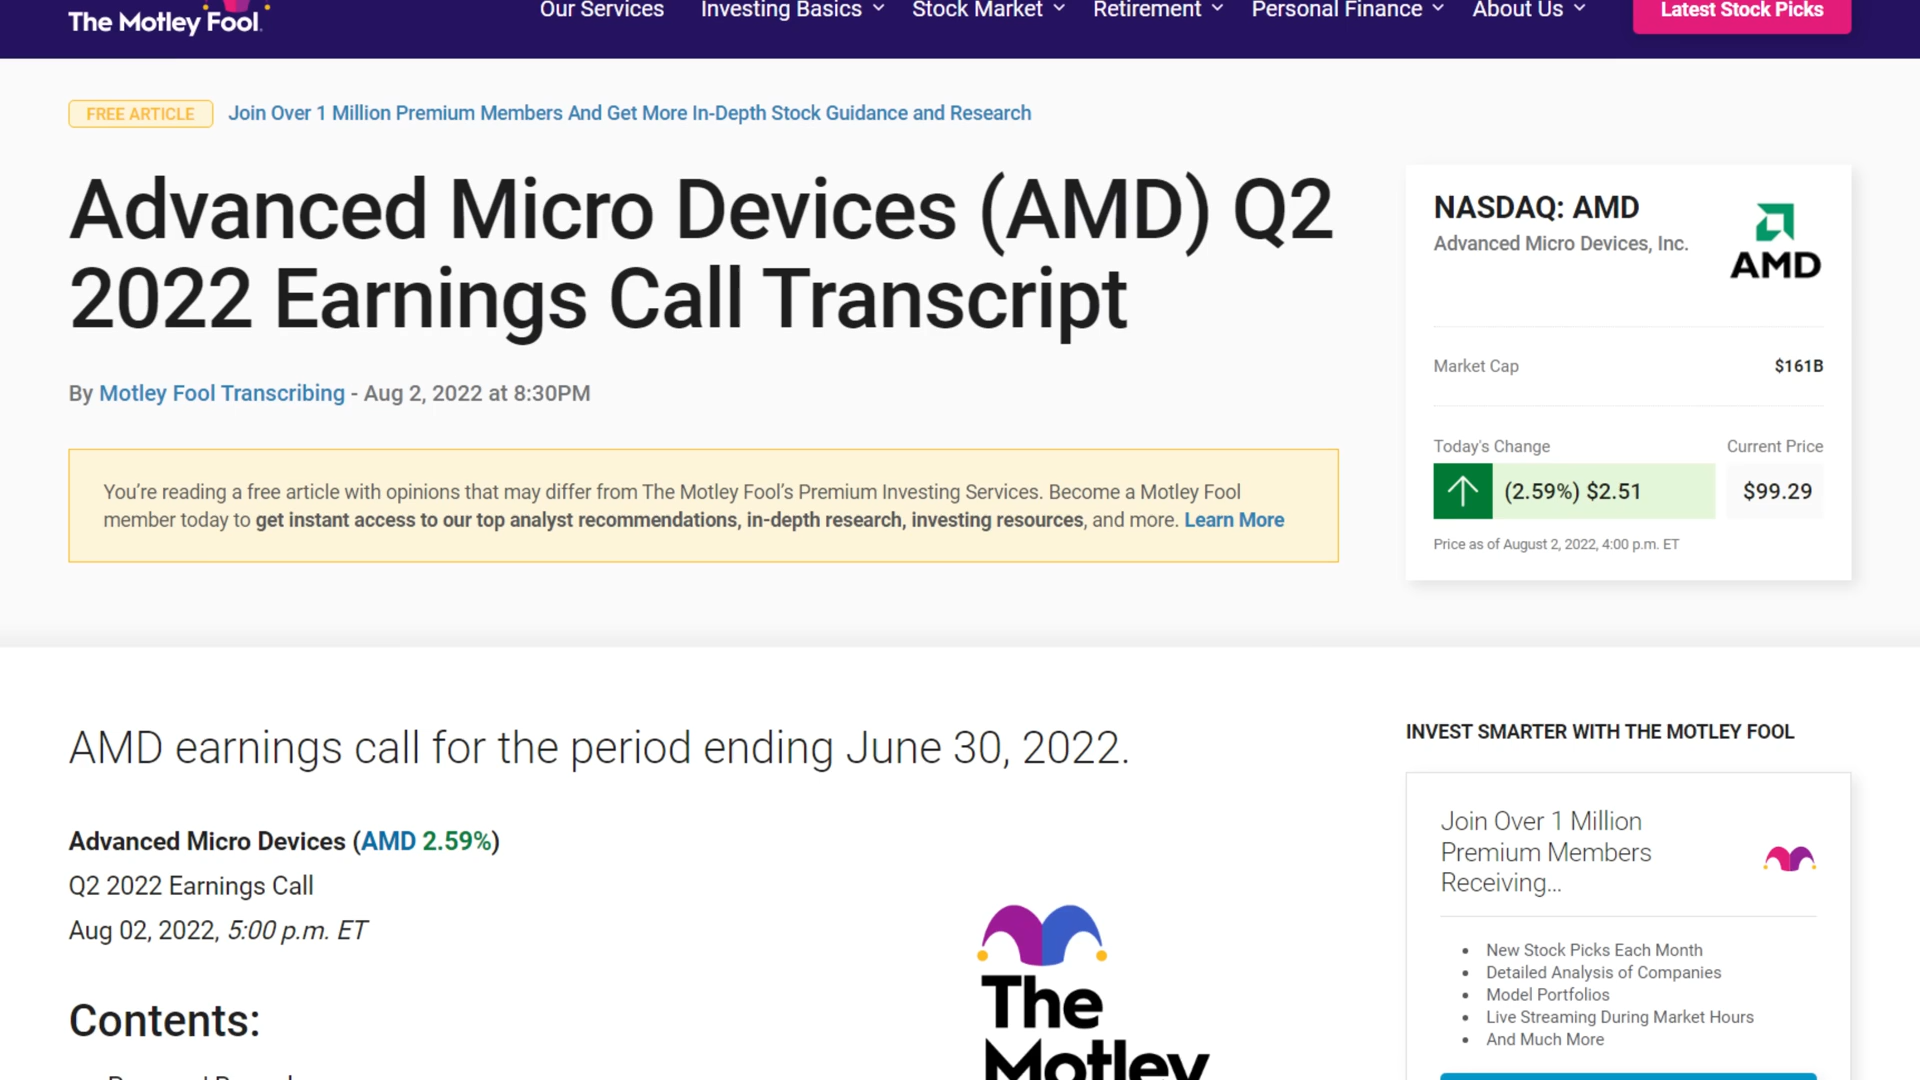 The Motley Fool.
Our Services Investing Basics Stock Market Retirement Personal Finance About Us Latest Stock Picks
FREE ARTICLE Join Over 1 Million Premium Members And Get More In-Depth Stock Guidance and Research
Advanced Micro Devices (AMD) Q2
2022 Earnings Call Transcript
By Motley Fool Transcribing - Aug 2, 2022 at 8:30PM
You’re reading a free article with opinions that may differ from The Motley Fool’s Premium Investing Services. Become a Motley Fool
member today to get instant access to our top analyst recommendations, in-depth research, investing resources, and more. Learn More
NASDAQ: AMD
Advanced Micro Devices, Inc.
AMD
Market Cap $161B
Today's Change Current Price
(2.59%) $2.51 $99.29
Price as of August 2, 2022, 4:00 p.m. ET
AMD earnings call for the period ending June 30, 2022.
Advanced Micro Devices (AMD 2.59%)
Q2 2022 Earnings Call
Aug 02, 2022, 5:00 p.m. ET
Contents:
The
Motley
INVEST SMARTER WITH THE MOTLEY FOOL
Join Over 1 Million
Premium Members
Receiving...
New Stock Picks Each Month
Detailed Analysis of Companies
Model Portfolios
Live Streaming During Market Hours
And Much More